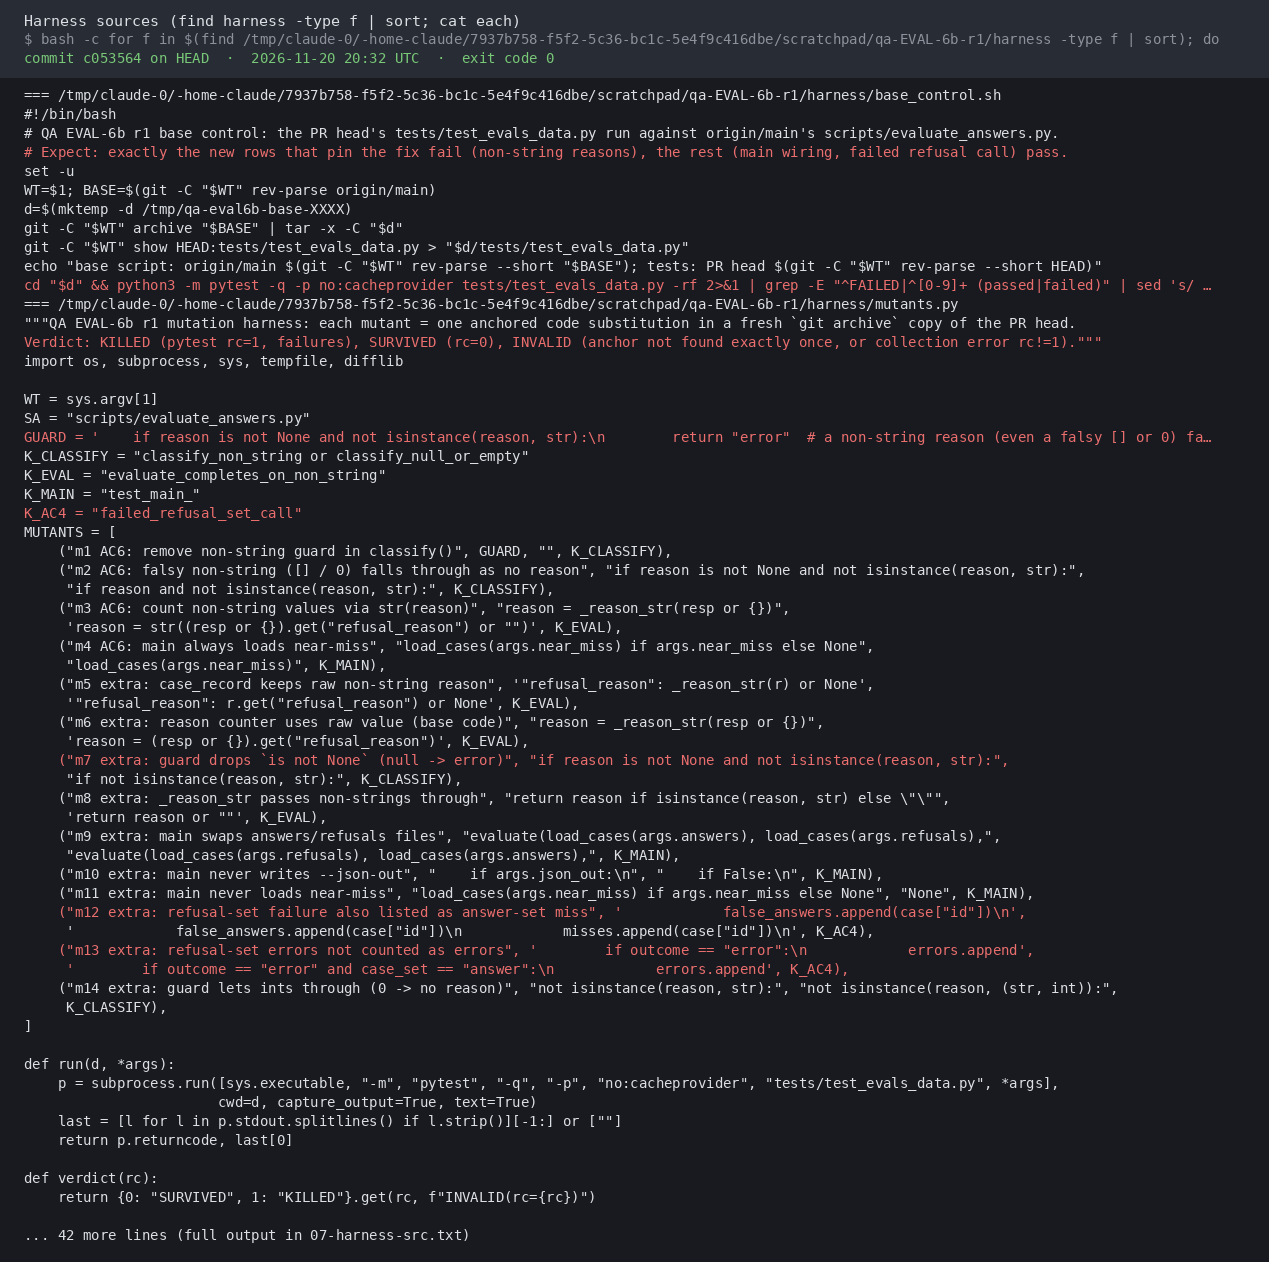 Harness sources (find harness -type f | sort; cat each)
$ bash -c for f in $(find /tmp/claude-0/-home-claude/7937b758-f5f2-5c36-bc1c-5e4f9c416dbe/scratchpad/qa-EVAL-6b-r1/harness -type f | sort); do
commit c053564 on HEAD  ·  2026-11-20 20:32 UTC  ·  exit code 0
=== /tmp/claude-0/-home-claude/7937b758-f5f2-5c36-bc1c-5e4f9c416dbe/scratchpad/qa-EVAL-6b-r1/harness/base_control.sh
#!/bin/bash
# QA EVAL-6b r1 base control: the PR head's tests/test_evals_data.py run against origin/main's scripts/evaluate_answers.py.
# Expect: exactly the new rows that pin the fix fail (non-string reasons), the rest (main wiring, failed refusal call) pass.
set -u
WT=$1; BASE=$(git -C "$WT" rev-parse origin/main)
d=$(mktemp -d /tmp/qa-eval6b-base-XXXX)
git -C "$WT" archive "$BASE" | tar -x -C "$d"
git -C "$WT" show HEAD:tests/test_evals_data.py > "$d/tests/test_evals_data.py"
echo "base script: origin/main $(git -C "$WT" rev-parse --short "$BASE"); tests: PR head $(git -C "$WT" rev-parse --short HEAD)"
cd "$d" && python3 -m pytest -q -p no:cacheprovider tests/test_evals_data.py -rf 2>&1 | grep -E "^FAILED|^[0-9]+ (passed|failed)" | sed 's/ …
=== /tmp/claude-0/-home-claude/7937b758-f5f2-5c36-bc1c-5e4f9c416dbe/scratchpad/qa-EVAL-6b-r1/harness/mutants.py
"""QA EVAL-6b r1 mutation harness: each mutant = one anchored code substitution in a fresh `git archive` copy of the PR head.
Verdict: KILLED (pytest rc=1, failures), SURVIVED (rc=0), INVALID (anchor not found exactly once, or collection error rc!=1)."""
import os, subprocess, sys, tempfile, difflib

WT = sys.argv[1]
SA = "scripts/evaluate_answers.py"
GUARD = '    if reason is not None and not isinstance(reason, str):\n        return "error"  # a non-string reason (even a falsy [] or 0) fa…
K_CLASSIFY = "classify_non_string or classify_null_or_empty"
K_EVAL = "evaluate_completes_on_non_string"
K_MAIN = "test_main_"
K_AC4 = "failed_refusal_set_call"
MUTANTS = [
    ("m1 AC6: remove non-string guard in classify()", GUARD, "", K_CLASSIFY),
    ("m2 AC6: falsy non-string ([] / 0) falls through as no reason", "if reason is not None and not isinstance(reason, str):",
     "if reason and not isinstance(reason, str):", K_CLASSIFY),
    ("m3 AC6: count non-string values via str(reason)", "reason = _reason_str(resp or {})",
     'reason = str((resp or {}).get("refusal_reason") or "")', K_EVAL),
    ("m4 AC6: main always loads near-miss", "load_cases(args.near_miss) if args.near_miss else None",
     "load_cases(args.near_miss)", K_MAIN),
    ("m5 extra: case_record keeps raw non-string reason", '"refusal_reason": _reason_str(r) or None',
     '"refusal_reason": r.get("refusal_reason") or None', K_EVAL),
    ("m6 extra: reason counter uses raw value (base code)", "reason = _reason_str(resp or {})",
     'reason = (resp or {}).get("refusal_reason")', K_EVAL),
    ("m7 extra: guard drops `is not None` (null -> error)", "if reason is not None and not isinstance(reason, str):",
     "if not isinstance(reason, str):", K_CLASSIFY),
    ("m8 extra: _reason_str passes non-strings through", "return reason if isinstance(reason, str) else \"\"",
     'return reason or ""', K_EVAL),
    ("m9 extra: main swaps answers/refusals files", "evaluate(load_cases(args.answers), load_cases(args.refusals),",
     "evaluate(load_cases(args.refusals), load_cases(args.answers),", K_MAIN),
    ("m10 extra: main never writes --json-out", "    if args.json_out:\n", "    if False:\n", K_MAIN),
    ("m11 extra: main never loads near-miss", "load_cases(args.near_miss) if args.near_miss else None", "None", K_MAIN),
    ("m12 extra: refusal-set failure also listed as answer-set miss", '            false_answers.append(case["id"])\n',
     '            false_answers.append(case["id"])\n            misses.append(case["id"])\n', K_AC4),
    ("m13 extra: refusal-set errors not counted as errors", '        if outcome == "error":\n            errors.append',
     '        if outcome == "error" and case_set == "answer":\n            errors.append', K_AC4),
    ("m14 extra: guard lets ints through (0 -> no reason)", "not isinstance(reason, str):", "not isinstance(reason, (str, int)):",
     K_CLASSIFY),
]

def run(d, *args):
    p = subprocess.run([sys.executable, "-m", "pytest", "-q", "-p", "no:cacheprovider", "tests/test_evals_data.py", *args],
                       cwd=d, capture_output=True, text=True)
    last = [l for l in p.stdout.splitlines() if l.strip()][-1:] or [""]
    return p.returncode, last[0]

def verdict(rc):
    return {0: "SURVIVED", 1: "KILLED"}.get(rc, f"INVALID(rc={rc})")

... 42 more lines (full output in 07-harness-src.txt)